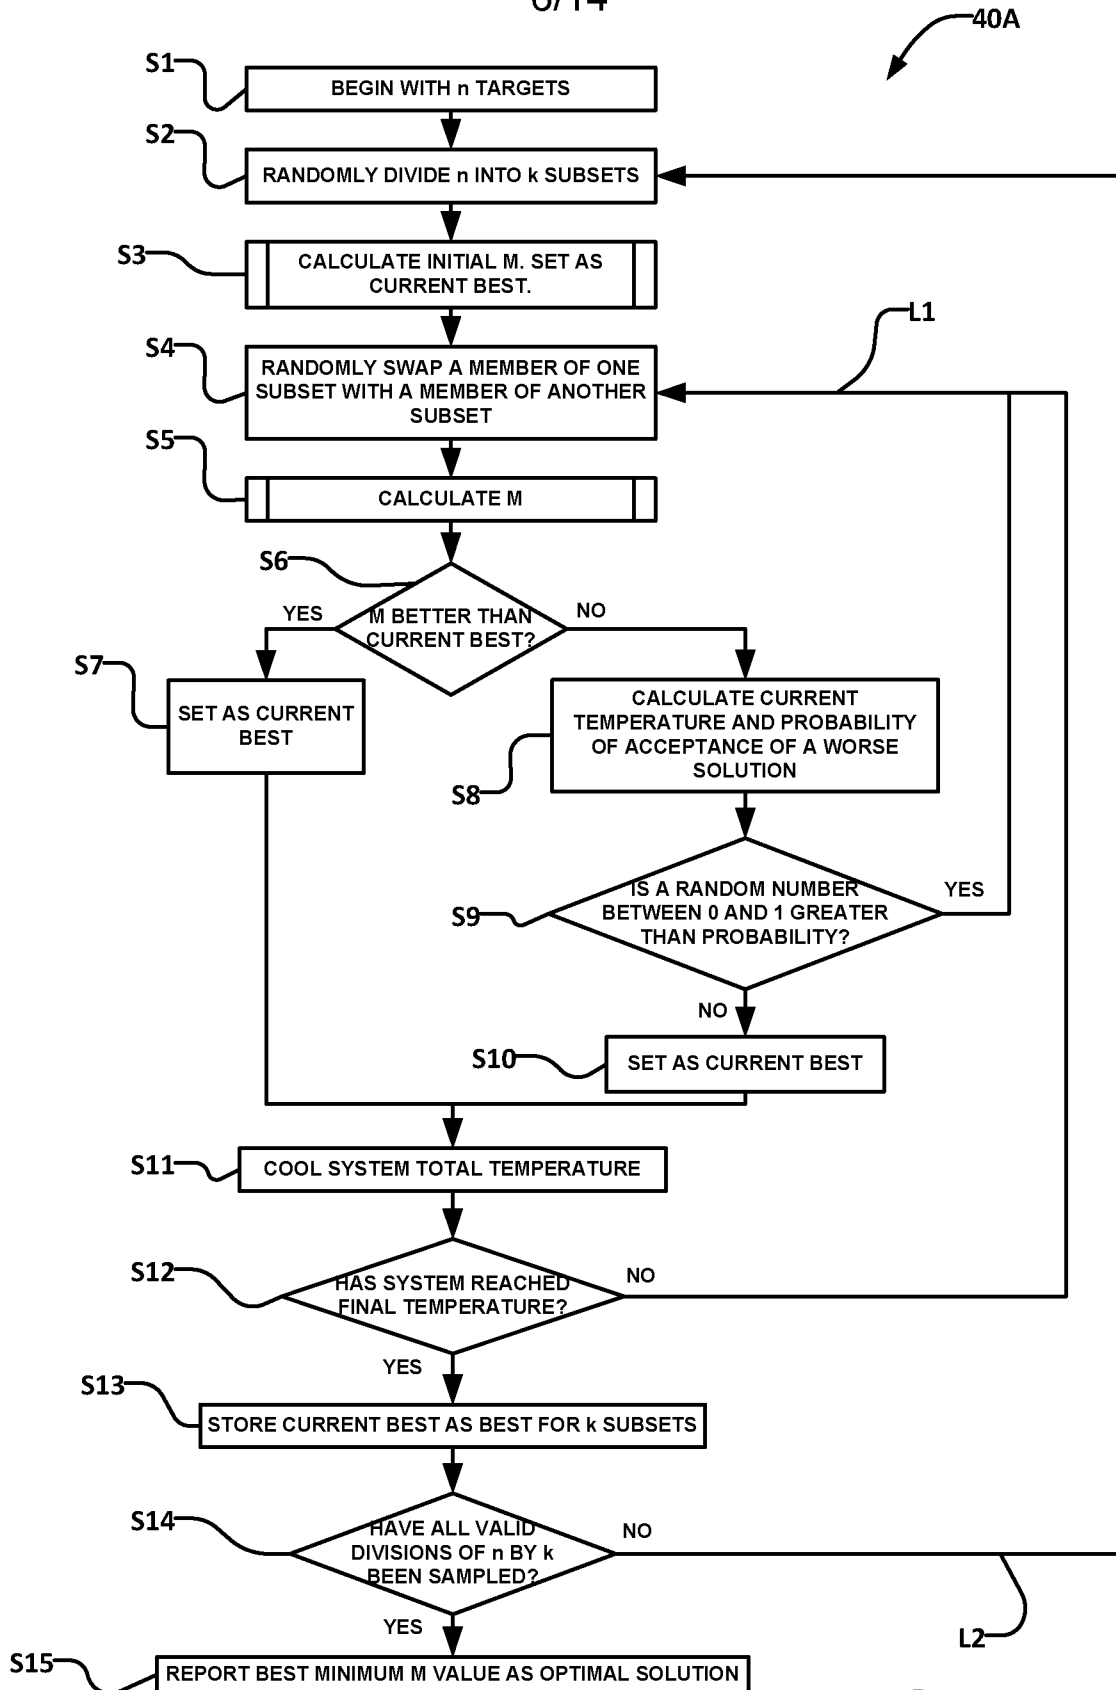 6/14
40A
S1
BEGIN WITH n TARGETS
S2
RANDOMLY DIVIDE n INTO k SUBSETS
S3
CALCULATE INITIAL M. SET AS
CURRENT BEST.
L1
S4
RANDOMLY SWAP A MEMBER OF ONE
SUBSET WITH A MEMBER OF ANOTHER
SUBSET
S5
CALCULATE M
S6
YES
M BETTER THAN
CURRENT BEST?
NO
S7
SET AS CURRENT
BEST
CALCULATE CURRENT
TEMPERATURE AND PROBABILITY
OF ACCEPTANCE OF A WORSE
SOLUTION
S8
S9
IS A RANDOM NUMBER
BETWEEN 0 AND 1 GREATER
THAN PROBABILITY?
YES
NO
S10
SET AS CURRENT BEST
S11
COOL SYSTEM TOTAL TEMPERATURE
S12
HAS SYSTEM REACHED
FINAL TEMPERATURE?
NO
YES
S13
STORE CURRENT BEST AS BEST FOR k SUBSETS
S14
HAVE ALL VALID
DIVISIONS OF n BY k
BEEN SAMPLED?
NO
YES
L2
S15
REPORT BEST MINIMUM M VALUE AS OPTIMAL SOLUTION